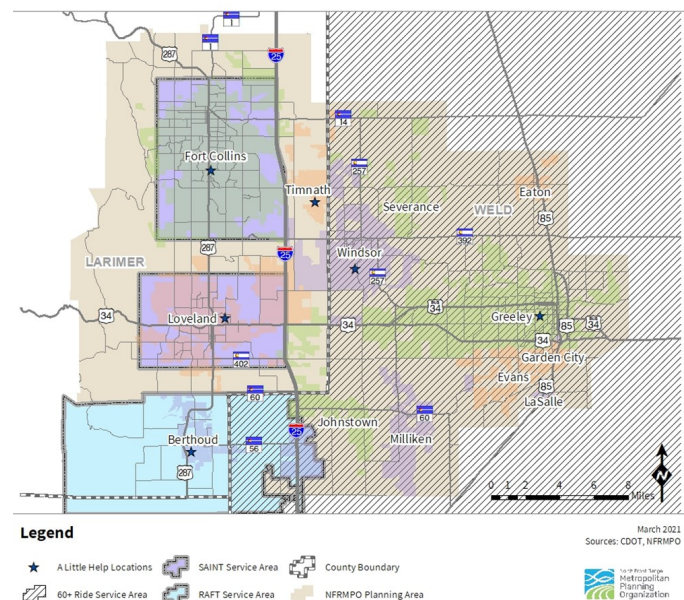 287
25
14
Fort Collins
257
Timnath
Eaton
Severance
WELD
85
392
287
25
Windsor
LARIMER
257
34
34
Loveland
34
Greeley
85
34
34
402
Garden City
Evans
60
85
LaSalle
60
Johnstown
25
Berthoud
56
Milliken
287
N
0 2 4 6 8
Miles
Legend
March 2021
Sources: CDOT, NFRMPO
A Little Help Locations
SAINT Service Area
County Boundary
60+ Ride Service Area
RAFT Service Area
NFRMPO Planning Area
Metropolitan
Planning
Organization